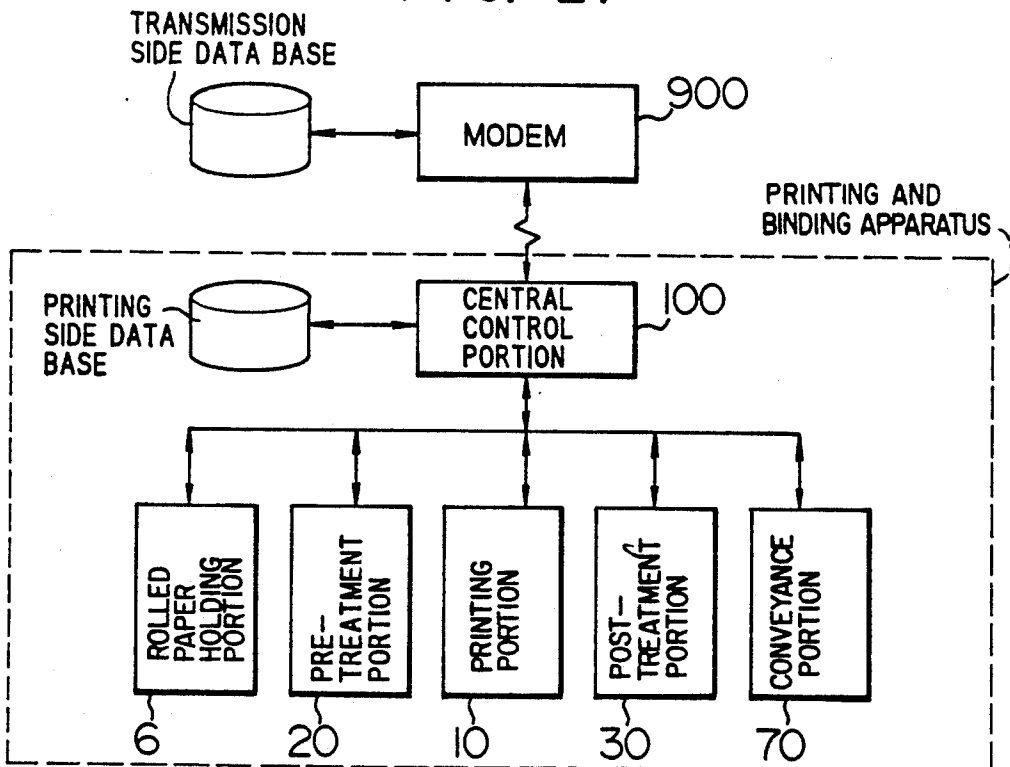 TRANSMISSION
SIDE DATA BASE
MODEM
900
PRINTING AND
BINDING APPARATUS
PRINTING
SIDE DATA
BASE
CENTRAL
CONTROL
PORTION
100
ROLLED
PAPER
HOLDING
PORTION
PRE-
TREATMENT
PORTION
PRINTING
PORTION
POST-
TREATMENT
PORTION
CONVEYANCE
PORTION
6
20
10
30
70